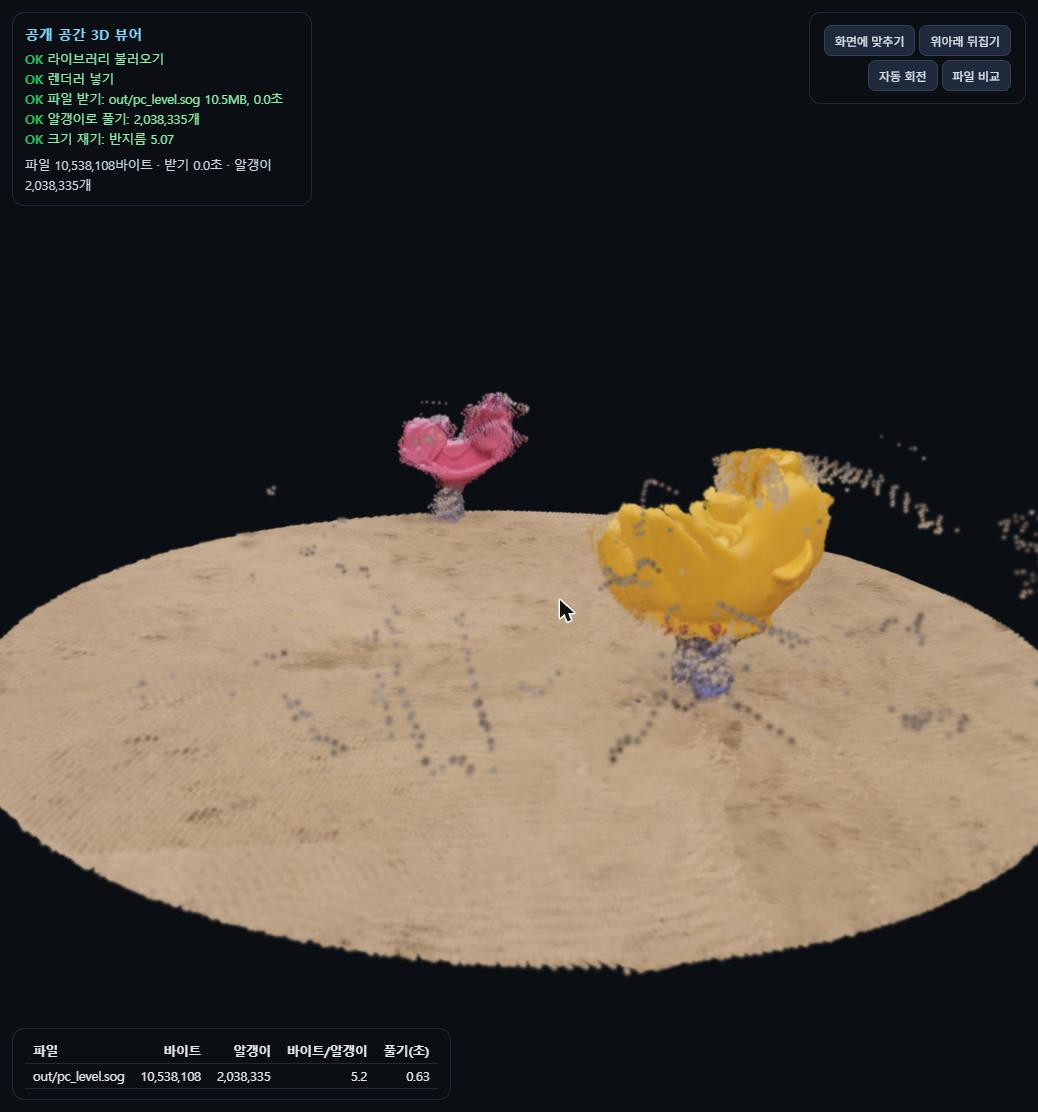 공개 공간 3D 뷰어
OK 라이브러리 불러오기
OK 렌더러 넣기
OK 파일 받기: out/pc_level.sog 10.5MB, 0.0초
OK 알갱이로 풀기: 2,038,335개
OK 크기 재기: 반지름 5.07
파일 10,538,108바이트 · 받기 0.0초 · 알갱이
2,038,335개
화면에 맞추기 위아래 뒤집기
자동 회전 파일 비교
파일 바이트 알갱이 바이트/알갱이 풀기(초)
out/pc_level.sog 10,538,108 2,038,335 5.2 0.63